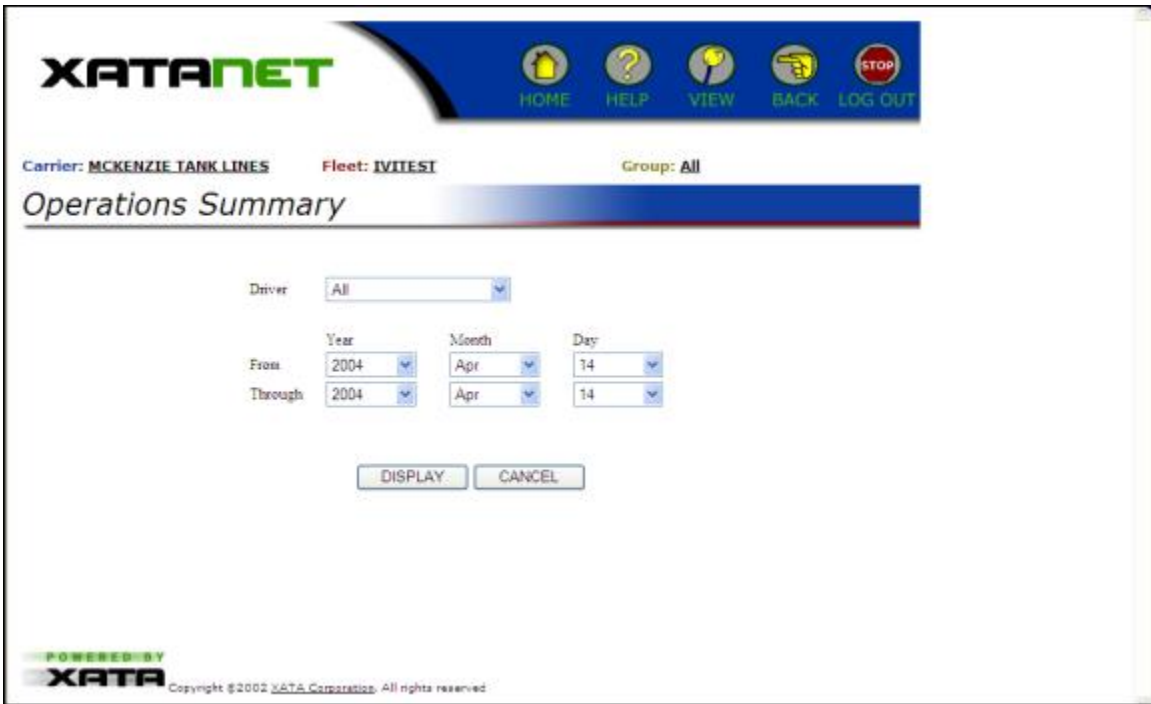 XATANET
HOME HELP VIEW BACK STOP LOG OUT
Carrier: MCKENZIE TANK LINES Fleet: IVITEST Group: All
Operations Summary
Driver All
Year Month Day
From 2004 Apr 14
Through 2004 Apr 14
DISPLAY CANCEL
POWERED BY
XATA Copyright ©2002 XATA Corporation. All rights reserved